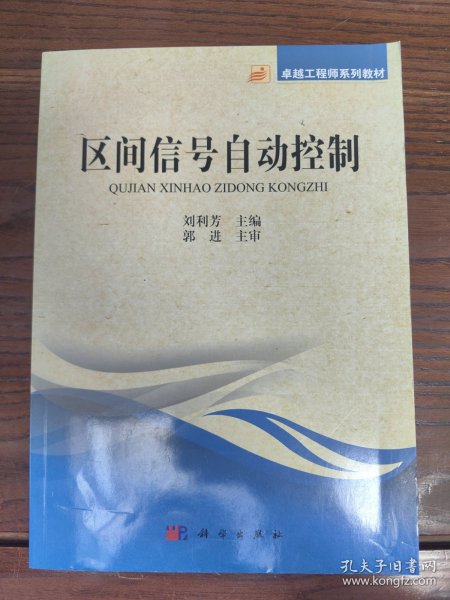 卓越工程师系列教材
区间信号自动控制
QUJIAN XINHAO ZIDONG KONGZHI
刘利芳 主编
郭进 主审
科学出版社
孔夫子旧书网
www.kongfz.com